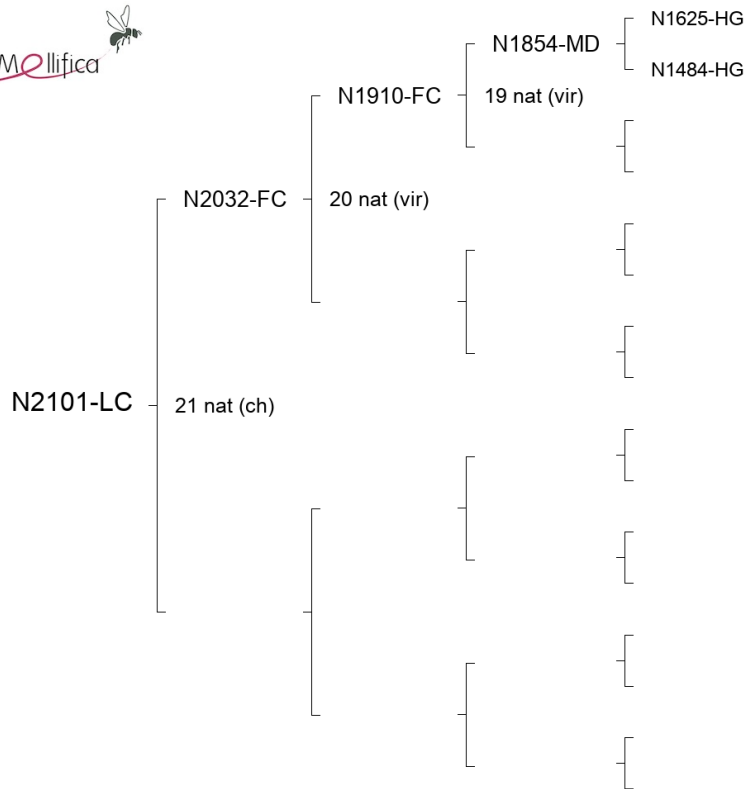 Mellifica
N1625-HG
N1854-MD
N1484-HG
N1910-FC
19 nat (vir)
N2032-FC
20 nat (vir)
N2101-LC
21 nat (ch)